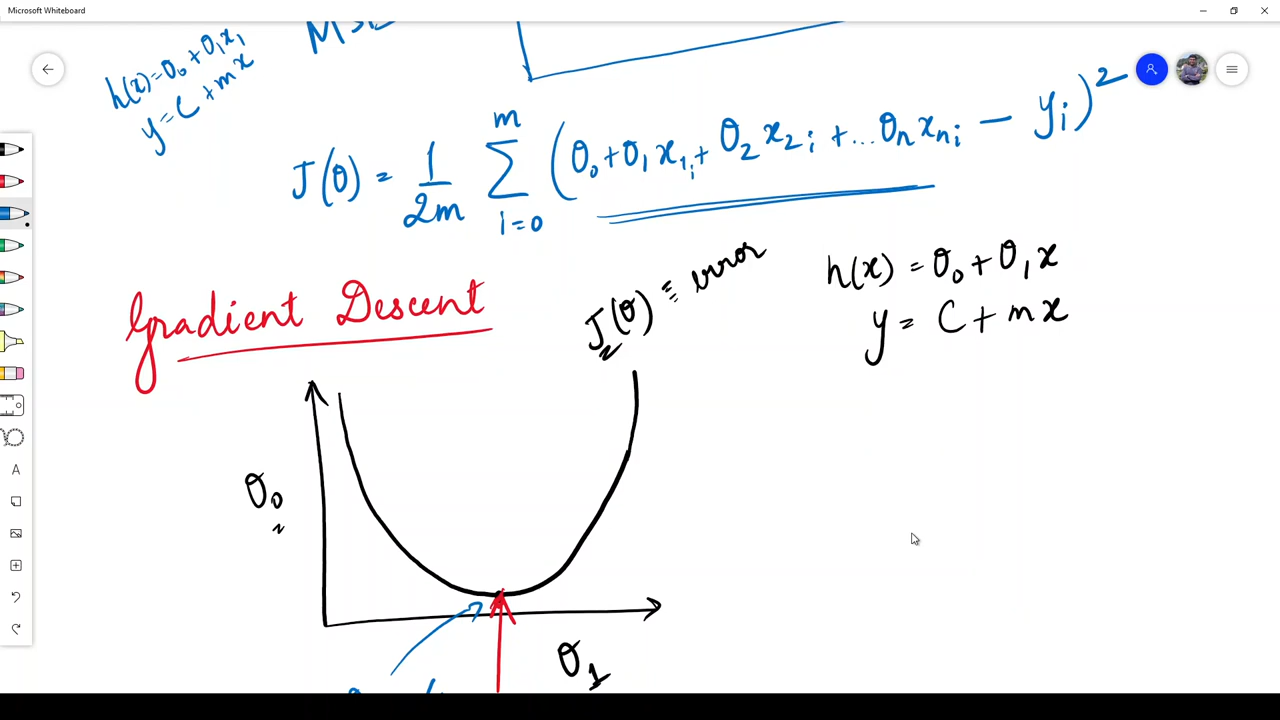 Microsoft Whiteboard
h(x) = θ₀ + θ₁x₁
y = C + mx
J(θ) = 1/2m Σ i=0 m (θ₀ + θ₁x₁ᵢ + θ₂x₂ᵢ + ... θₙxₙᵢ − yᵢ)²
Gradient Descent
J(θ) ≡ error
h(x) = θ₀ + θ₁x
y = C + mx
θ₀
θ₁
A